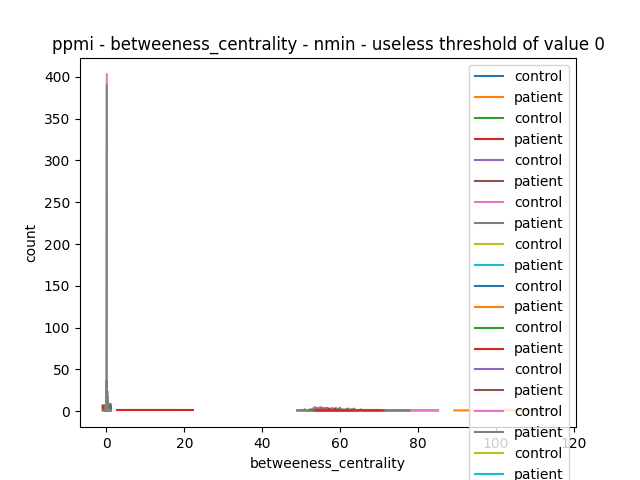 ppmi - betweeness_centrality - nmin - useless threshold of value 0
400
350
300
250
200
150
100
50
0
count
0 20 40 60 80 100 120
betweeness_centrality
control
patient
control
patient
control
patient
control
patient
control
patient
control
patient
control
patient
control
patient
control
patient
control
patient